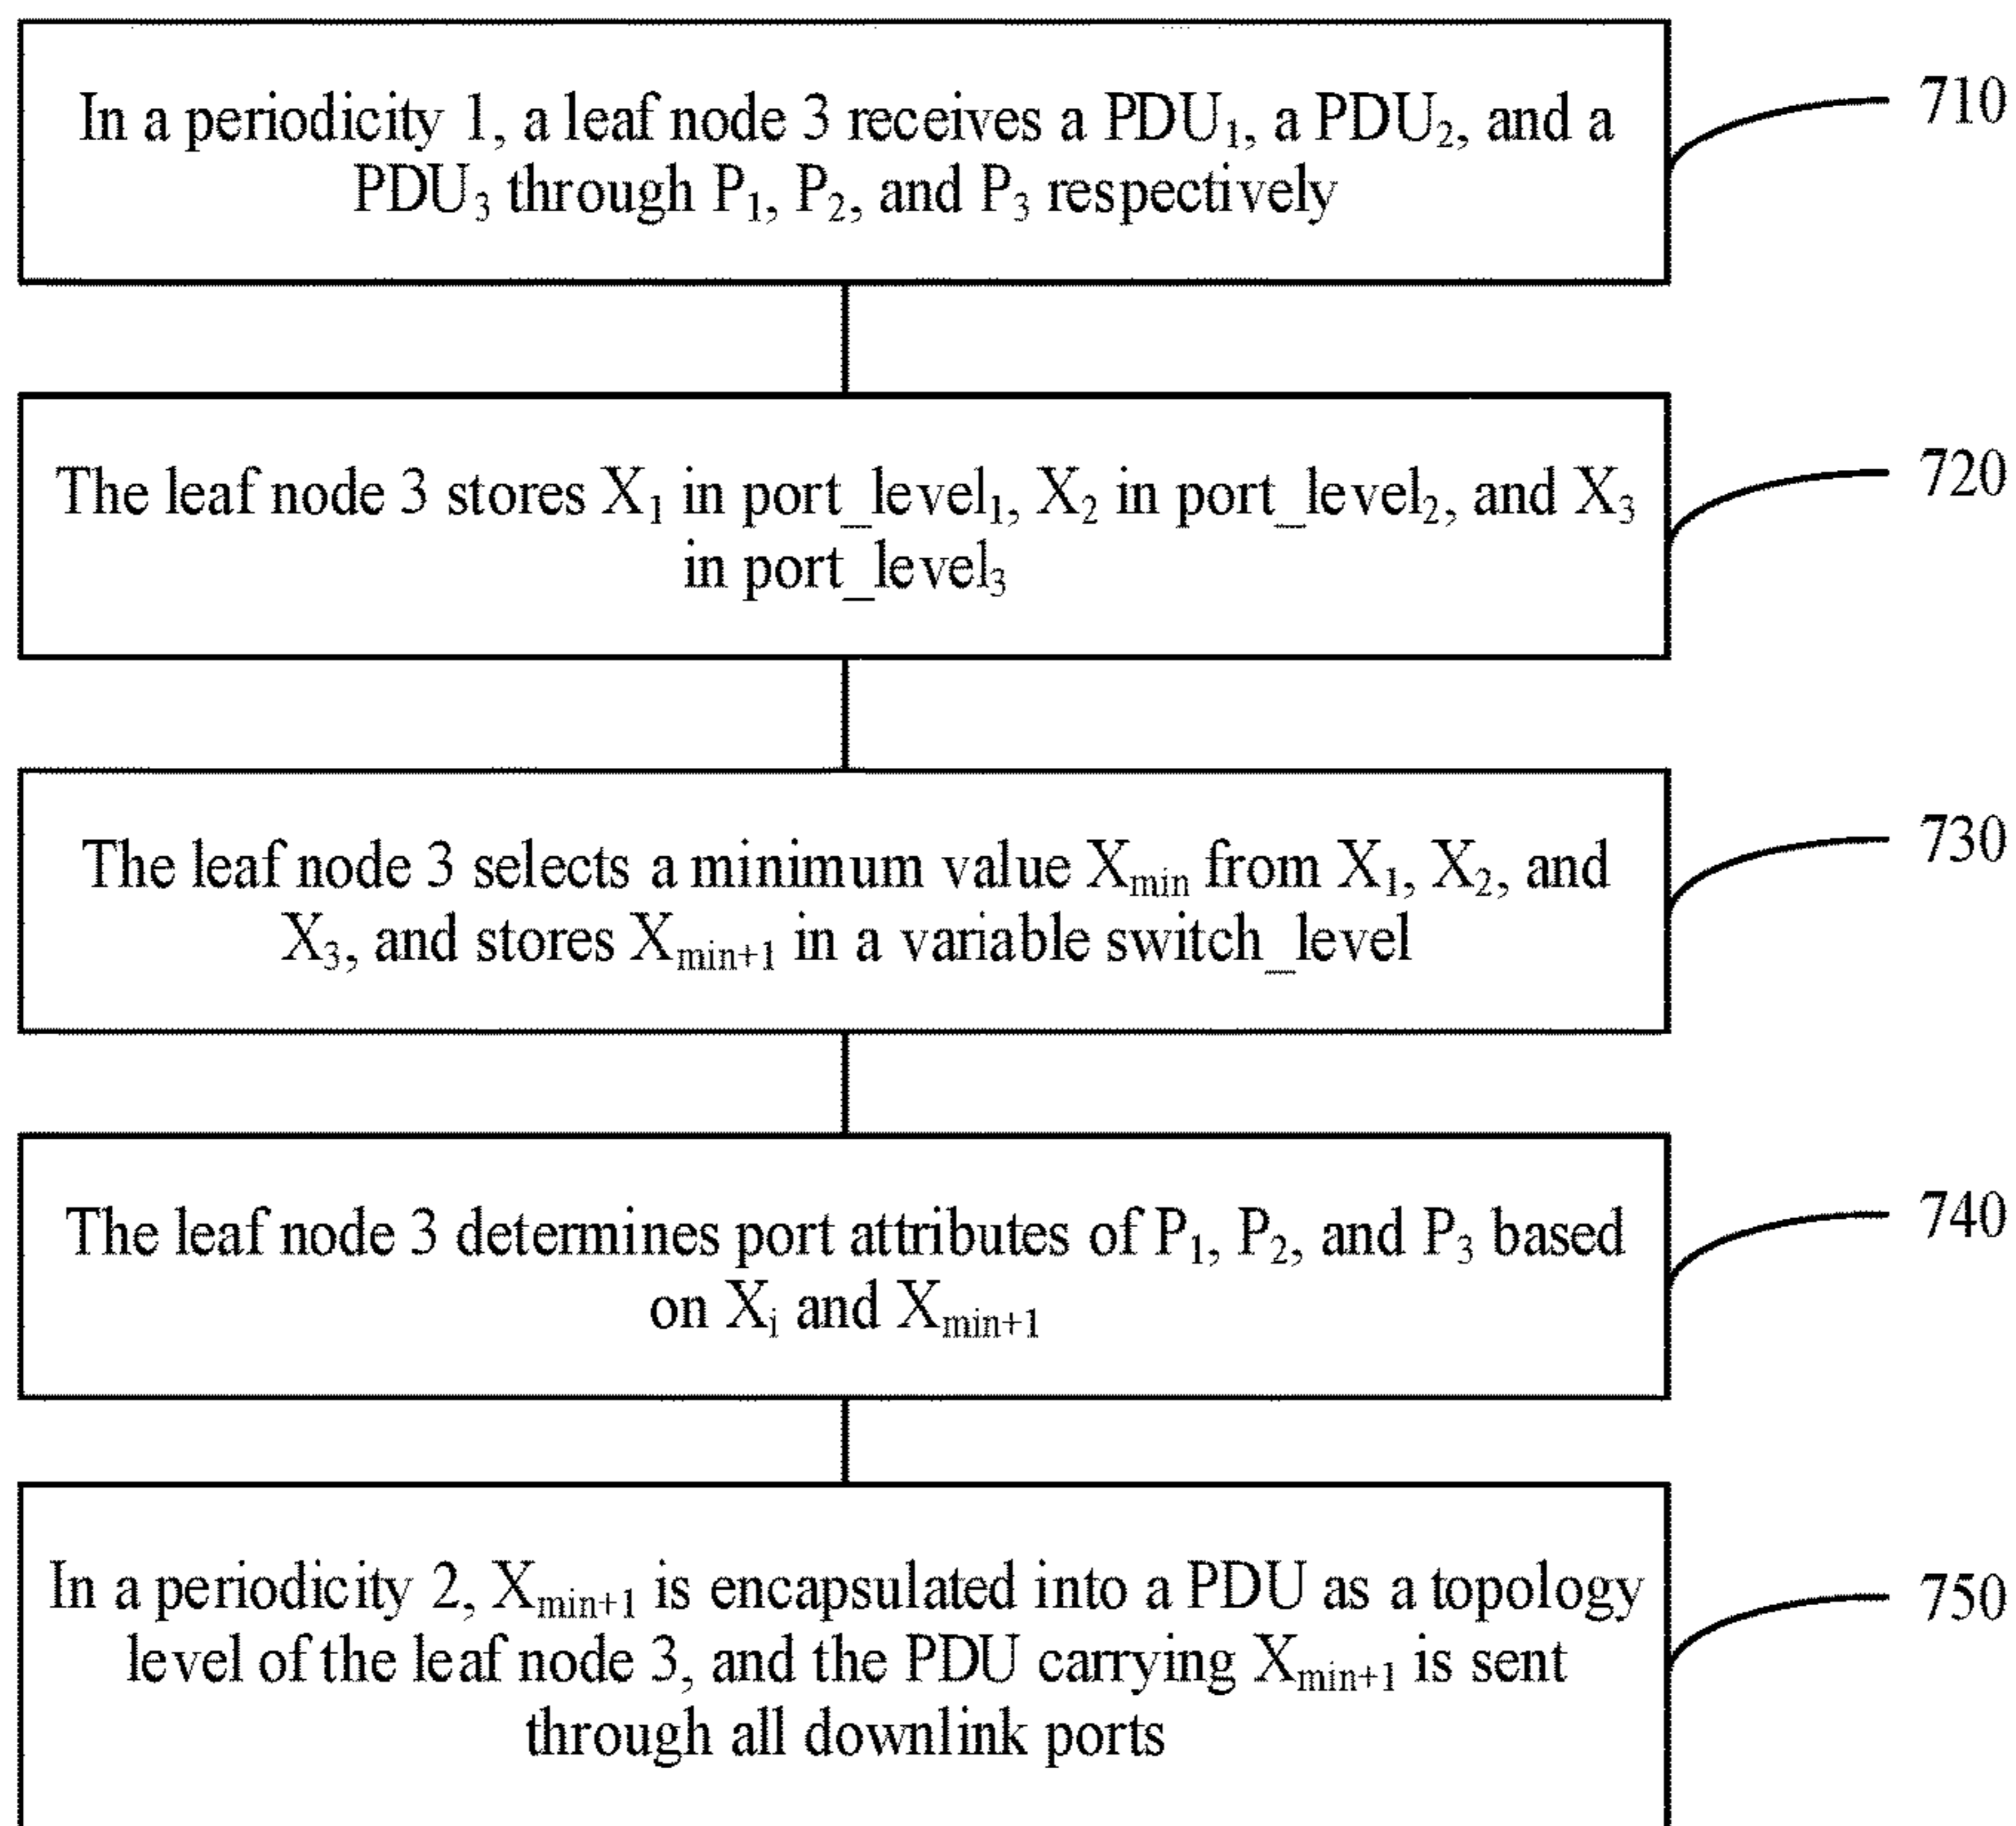 In a periodicity 1, a leaf node 3 receives a PDU₁, a PDU₂, and a
PDU₃ through P₁, P₂, and P₃ respectively
710
The leaf node 3 stores X₁ in port_level₁, X₂ in port_level₂, and X₃
in port_level₃
720
The leaf node 3 selects a minimum value Xₘᵢₙ from X₁, X₂, and
X₃, and stores Xₘᵢₙ₊₁ in a variable switch_level
730
The leaf node 3 determines port attributes of P₁, P₂, and P₃ based
on Xᵢ and Xₘᵢₙ₊₁
740
In a periodicity 2, Xₘᵢₙ₊₁ is encapsulated into a PDU as a topology
level of the leaf node 3, and the PDU carrying Xₘᵢₙ₊₁ is sent
through all downlink ports
750